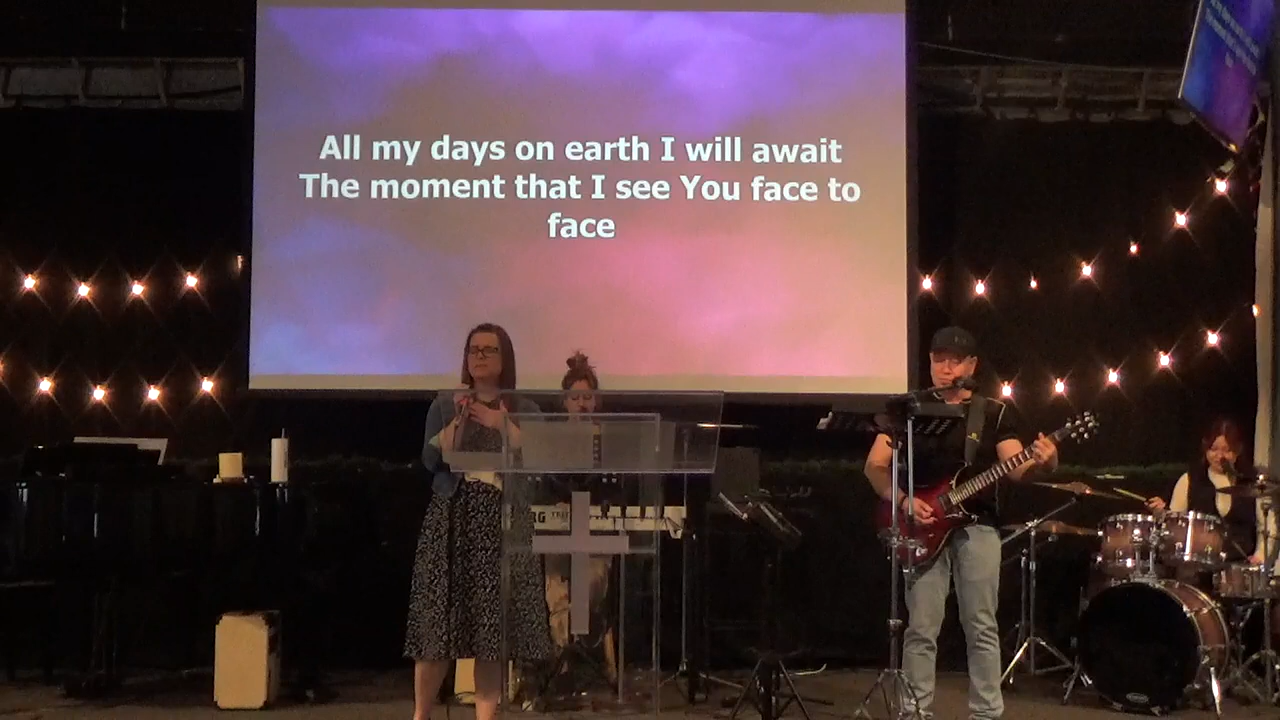 All my days on earth I will await
The moment that I see You face to
face